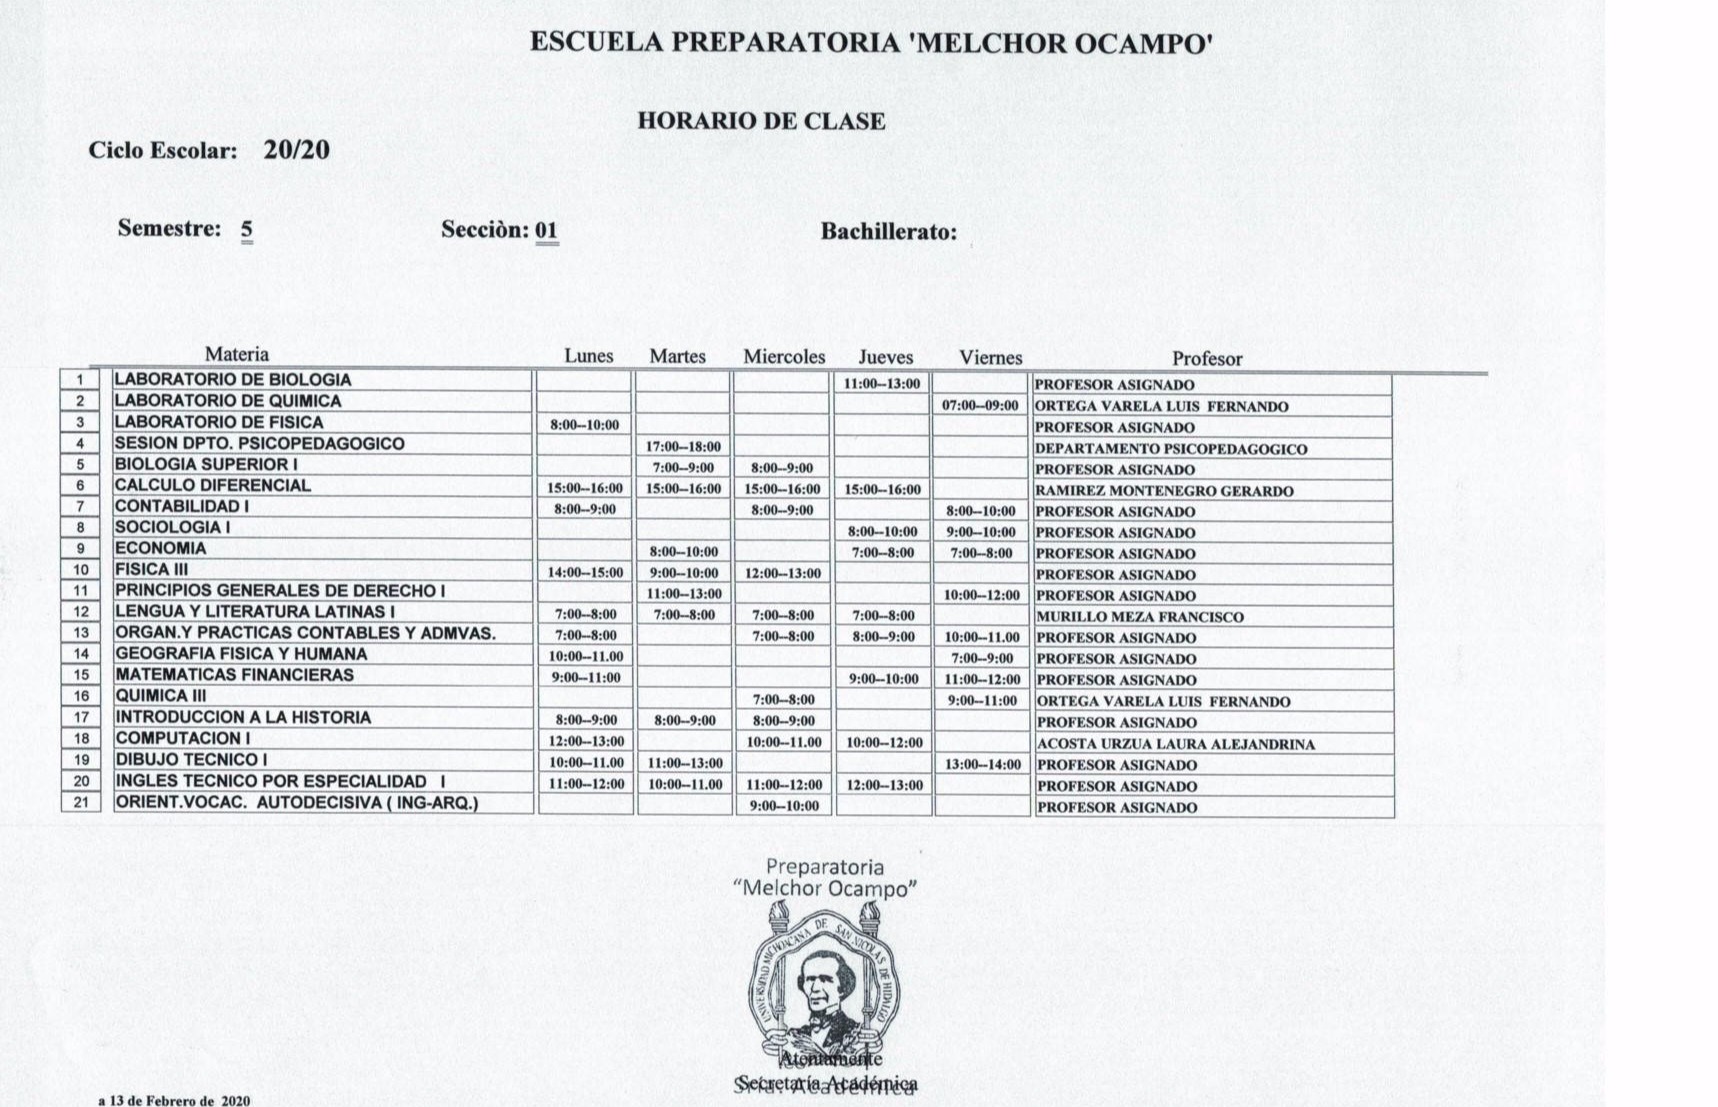 ESCUELA PREPARATORIA 'MELCHOR OCAMPO'
HORARIO DE CLASE
Ciclo Escolar: 20/20
Semestre: 5 Secciòn: 01 Bachillerato:
Materia Lunes Martes Miercoles Jueves Viernes Profesor
1 LABORATORIO DE BIOLOGIA 11:00--13:00 PROFESOR ASIGNADO
2 LABORATORIO DE QUIMICA 07:00--09:00 ORTEGA VARELA LUIS FERNANDO
3 LABORATORIO DE FISICA 8:00--10:00 PROFESOR ASIGNADO
4 SESION DPTO. PSICOPEDAGOGICO 17:00--18:00 DEPARTAMENTO PSICOPEDAGOGICO
5 BIOLOGIA SUPERIOR I 7:00--9:00 8:00--9:00 PROFESOR ASIGNADO
6 CALCULO DIFERENCIAL 15:00--16:00 15:00--16:00 15:00--16:00 15:00--16:00 RAMIREZ MONTENEGRO GERARDO
7 CONTABILIDAD I 8:00--9:00 8:00--9:00 8:00--10:00 PROFESOR ASIGNADO
8 SOCIOLOGIA I 8:00--10:00 9:00--10:00 PROFESOR ASIGNADO
9 ECONOMIA 8:00--10:00 7:00--8:00 7:00--8:00 PROFESOR ASIGNADO
10 FISICA III 14:00--15:00 9:00--10:00 12:00--13:00 PROFESOR ASIGNADO
11 PRINCIPIOS GENERALES DE DERECHO I 11:00--13:00 10:00--12:00 PROFESOR ASIGNADO
12 LENGUA Y LITERATURA LATINAS I 7:00--8:00 7:00--8:00 7:00--8:00 7:00--8:00 MURILLO MEZA FRANCISCO
13 ORGAN.Y PRACTICAS CONTABLES Y ADMVAS. 7:00--8:00 7:00--8:00 8:00--9:00 10:00--11.00 PROFESOR ASIGNADO
14 GEOGRAFIA FISICA Y HUMANA 10:00--11.00 7:00--9:00 PROFESOR ASIGNADO
15 MATEMATICAS FINANCIERAS 9:00--11:00 9:00--10:00 11:00--12:00 PROFESOR ASIGNADO
16 QUIMICA III 7:00--8:00 9:00--11:00 ORTEGA VARELA LUIS FERNANDO
17 INTRODUCCION A LA HISTORIA 8:00--9:00 8:00--9:00 8:00--9:00 PROFESOR ASIGNADO
18 COMPUTACION I 12:00--13:00 10:00--11.00 10:00--12:00 ACOSTA URZUA LAURA ALEJANDRINA
19 DIBUJO TECNICO I 10:00--11.00 11:00--13:00 13:00--14:00 PROFESOR ASIGNADO
20 INGLES TECNICO POR ESPECIALIDAD I 11:00--12:00 10:00--11.00 11:00--12:00 12:00--13:00 PROFESOR ASIGNADO
21 ORIENT.VOCAC. AUTODECISIVA ( ING-ARQ.) 9:00--10:00 PROFESOR ASIGNADO
Preparatoria
“Melchor Ocampo”
UNIVERSIDAD MICHOACANA DE SAN NICOLAS DE HIDALGO
Atentamente
Secretaría Académica
a 13 de Febrero de 2020